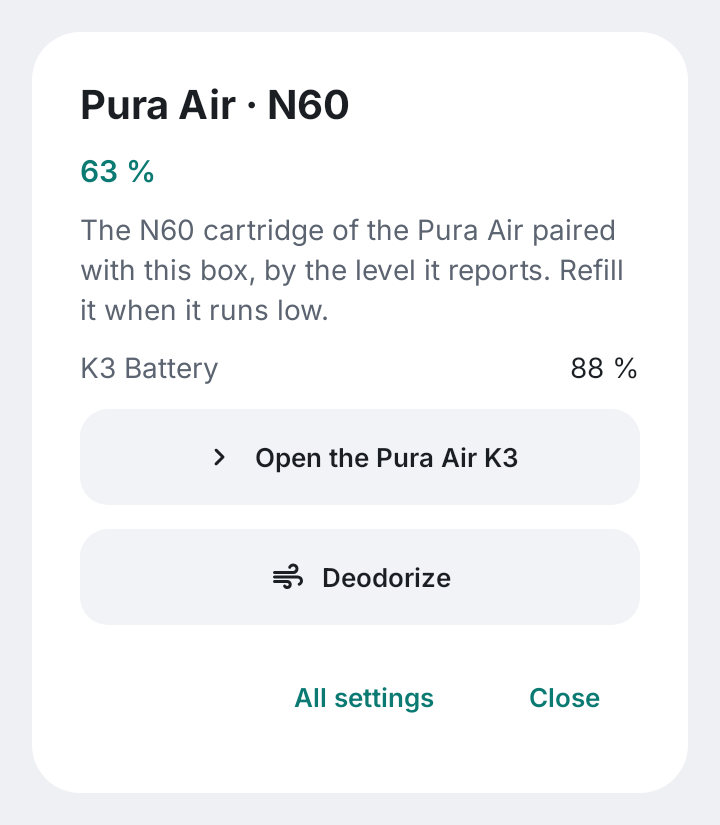 Pura Air · N60
63 %
The N60 cartridge of the Pura Air paired
with this box, by the level it reports. Refill
it when it runs low.
K3 Battery 88 %
Open the Pura Air K3
Deodorize
All settings Close